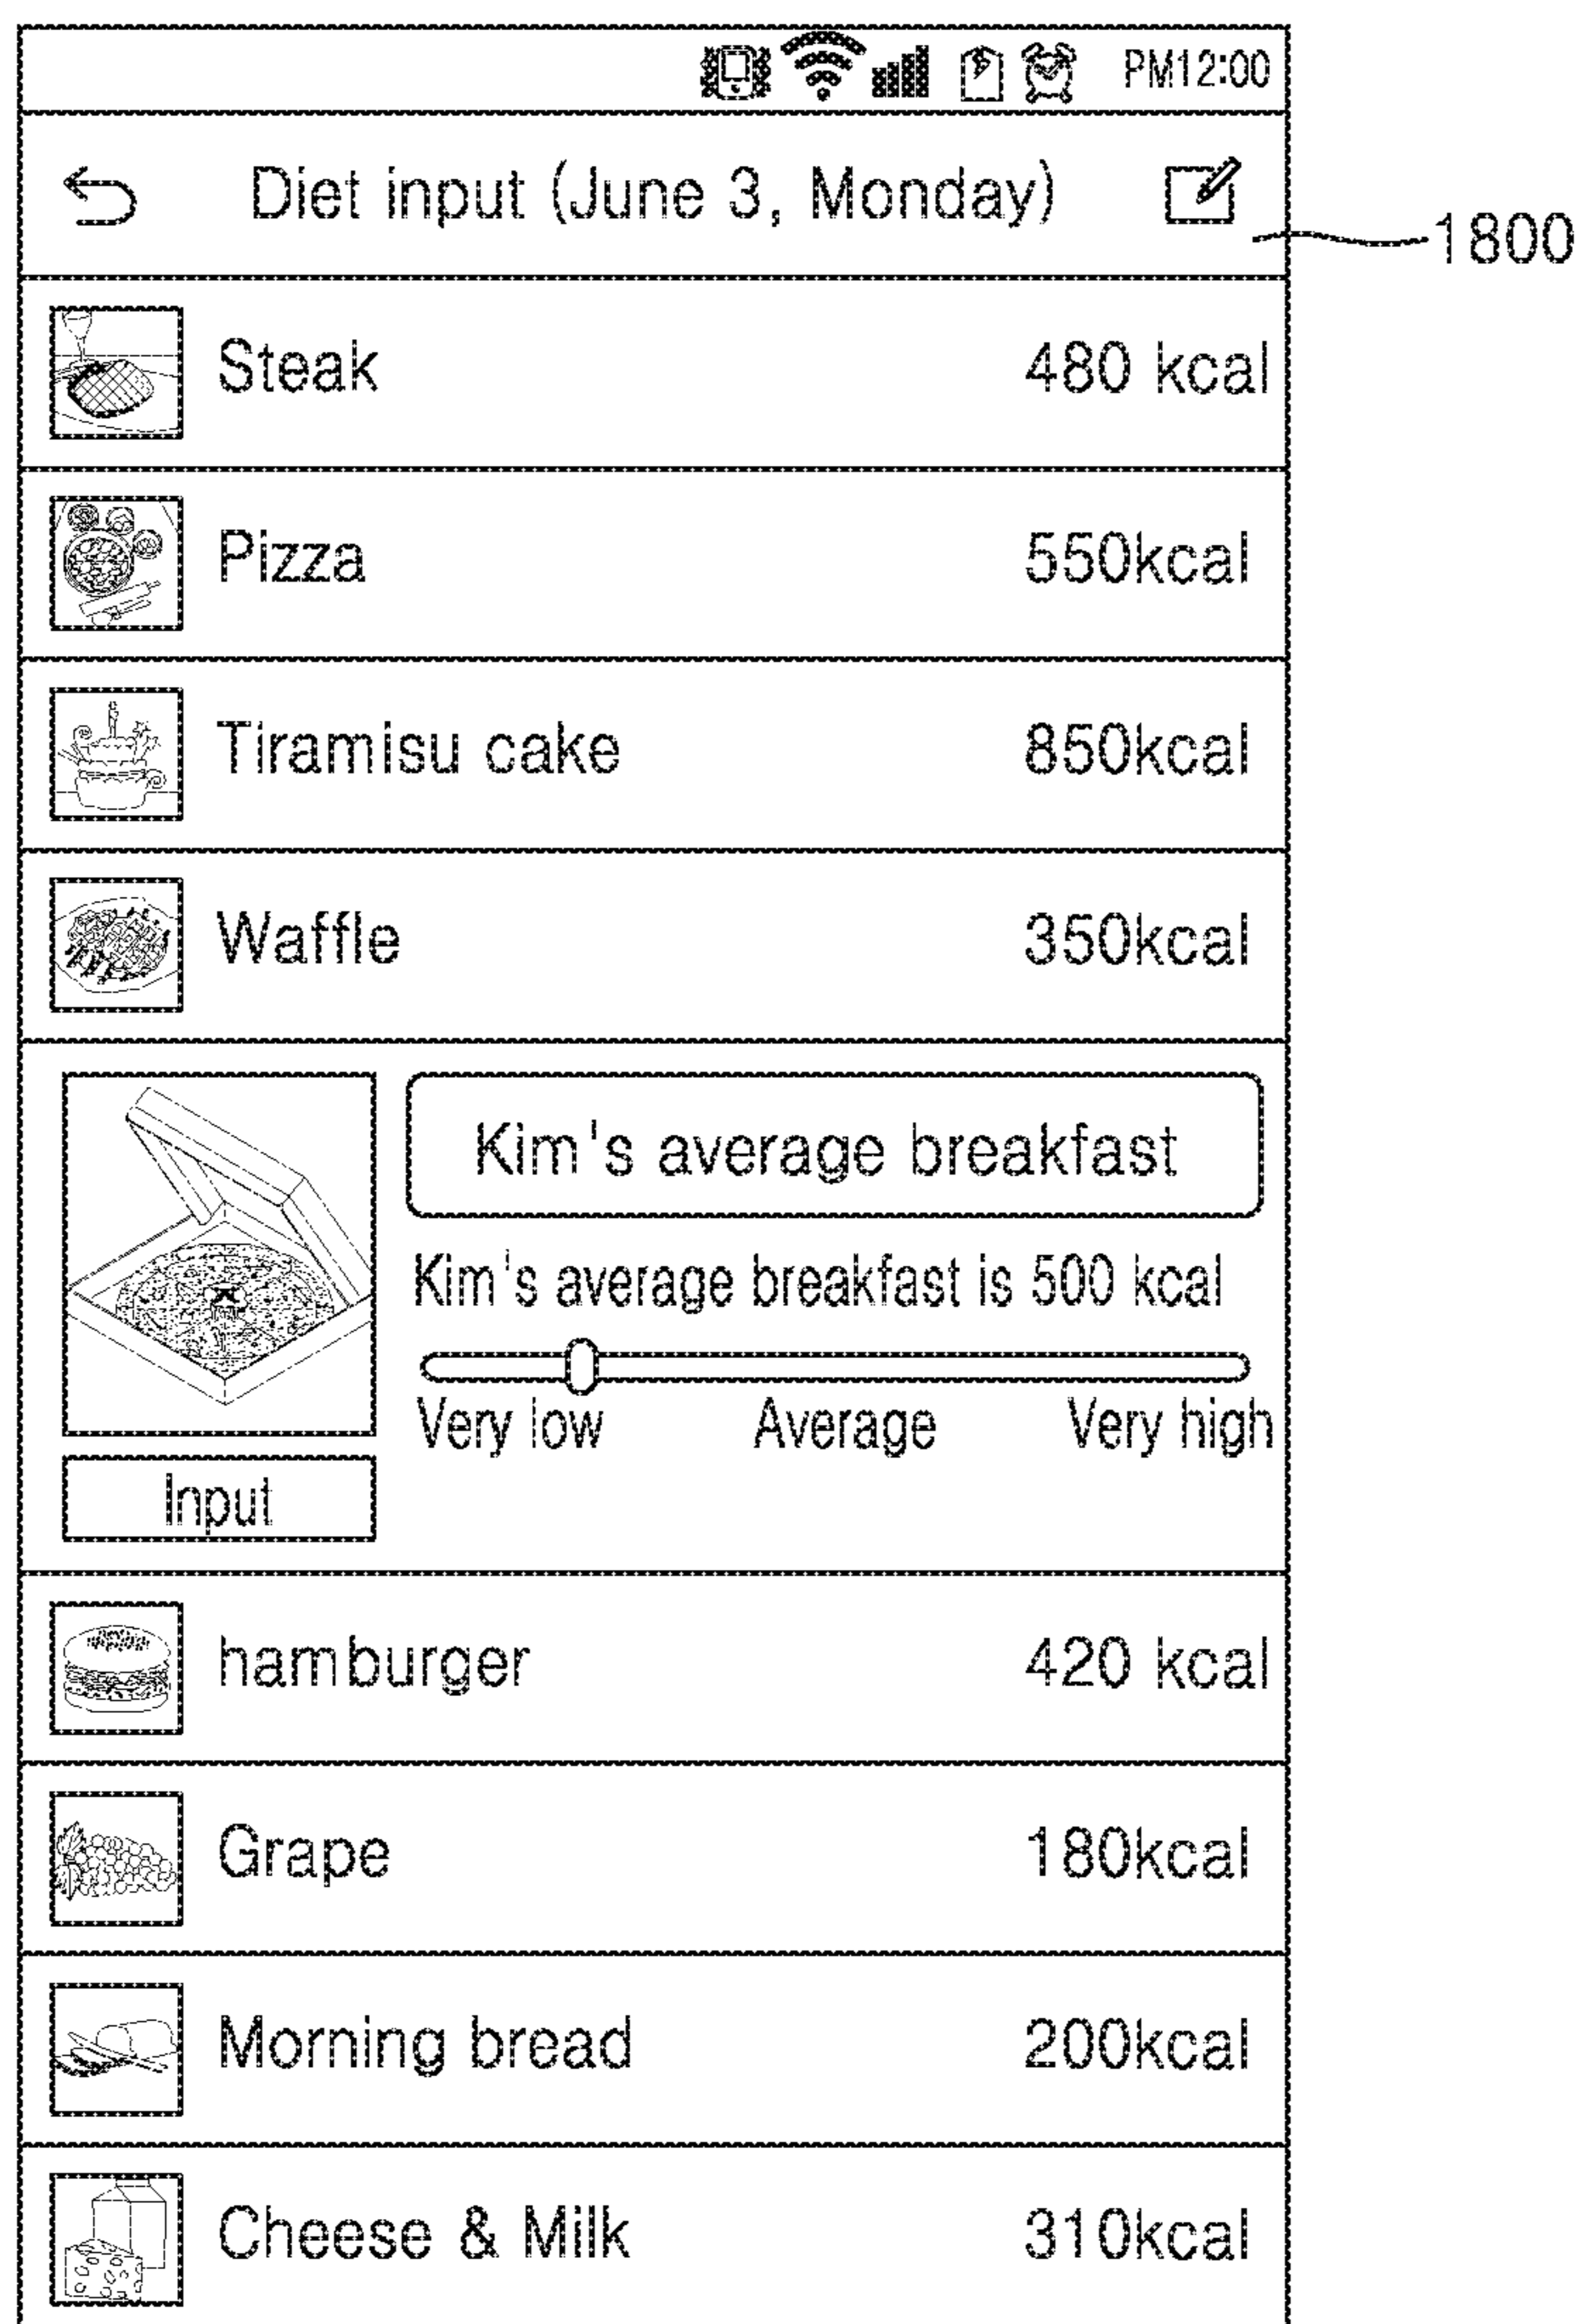 PM12:00
Diet input (June 3, Monday)
1800
Steak 480 kcal
Pizza 550kcal
Tiramisu cake 850kcal
Waffle 350kcal
Kim's average breakfast
Kim's average breakfast is 500 kcal
Very low Average Very high
Input
hamburger 420 kcal
Grape 180kcal
Morning bread 200kcal
Cheese & Milk 310kcal